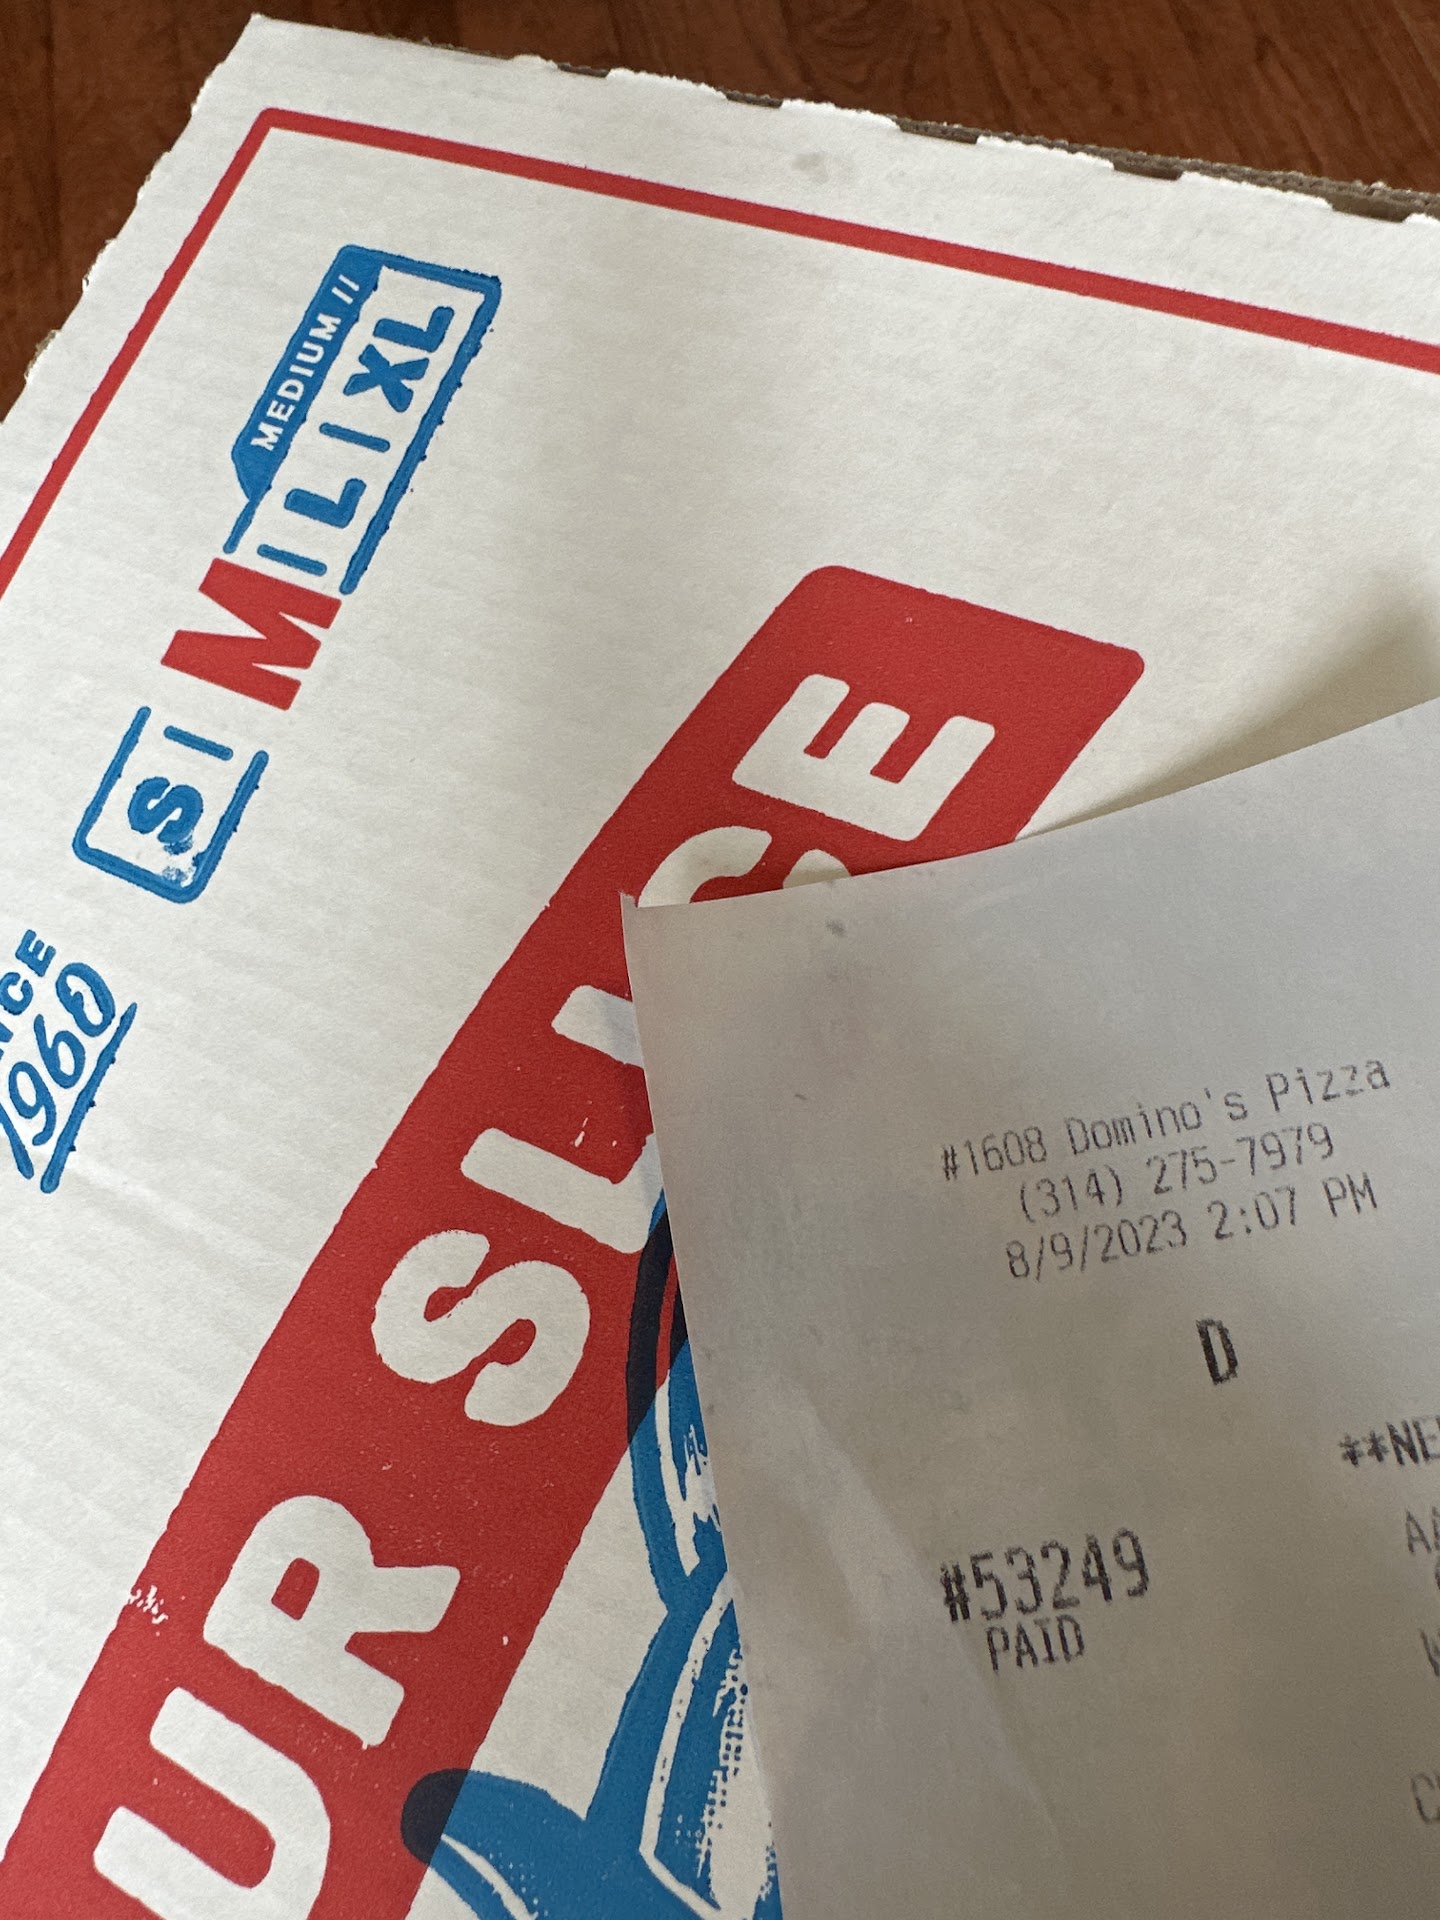 MEDIUM //
S | M | L | XL
1960
UR SLICE
#1608 Domino's Pizza
(314) 275-7979
8/9/2023 2:07 PM
D
#53249
PAID